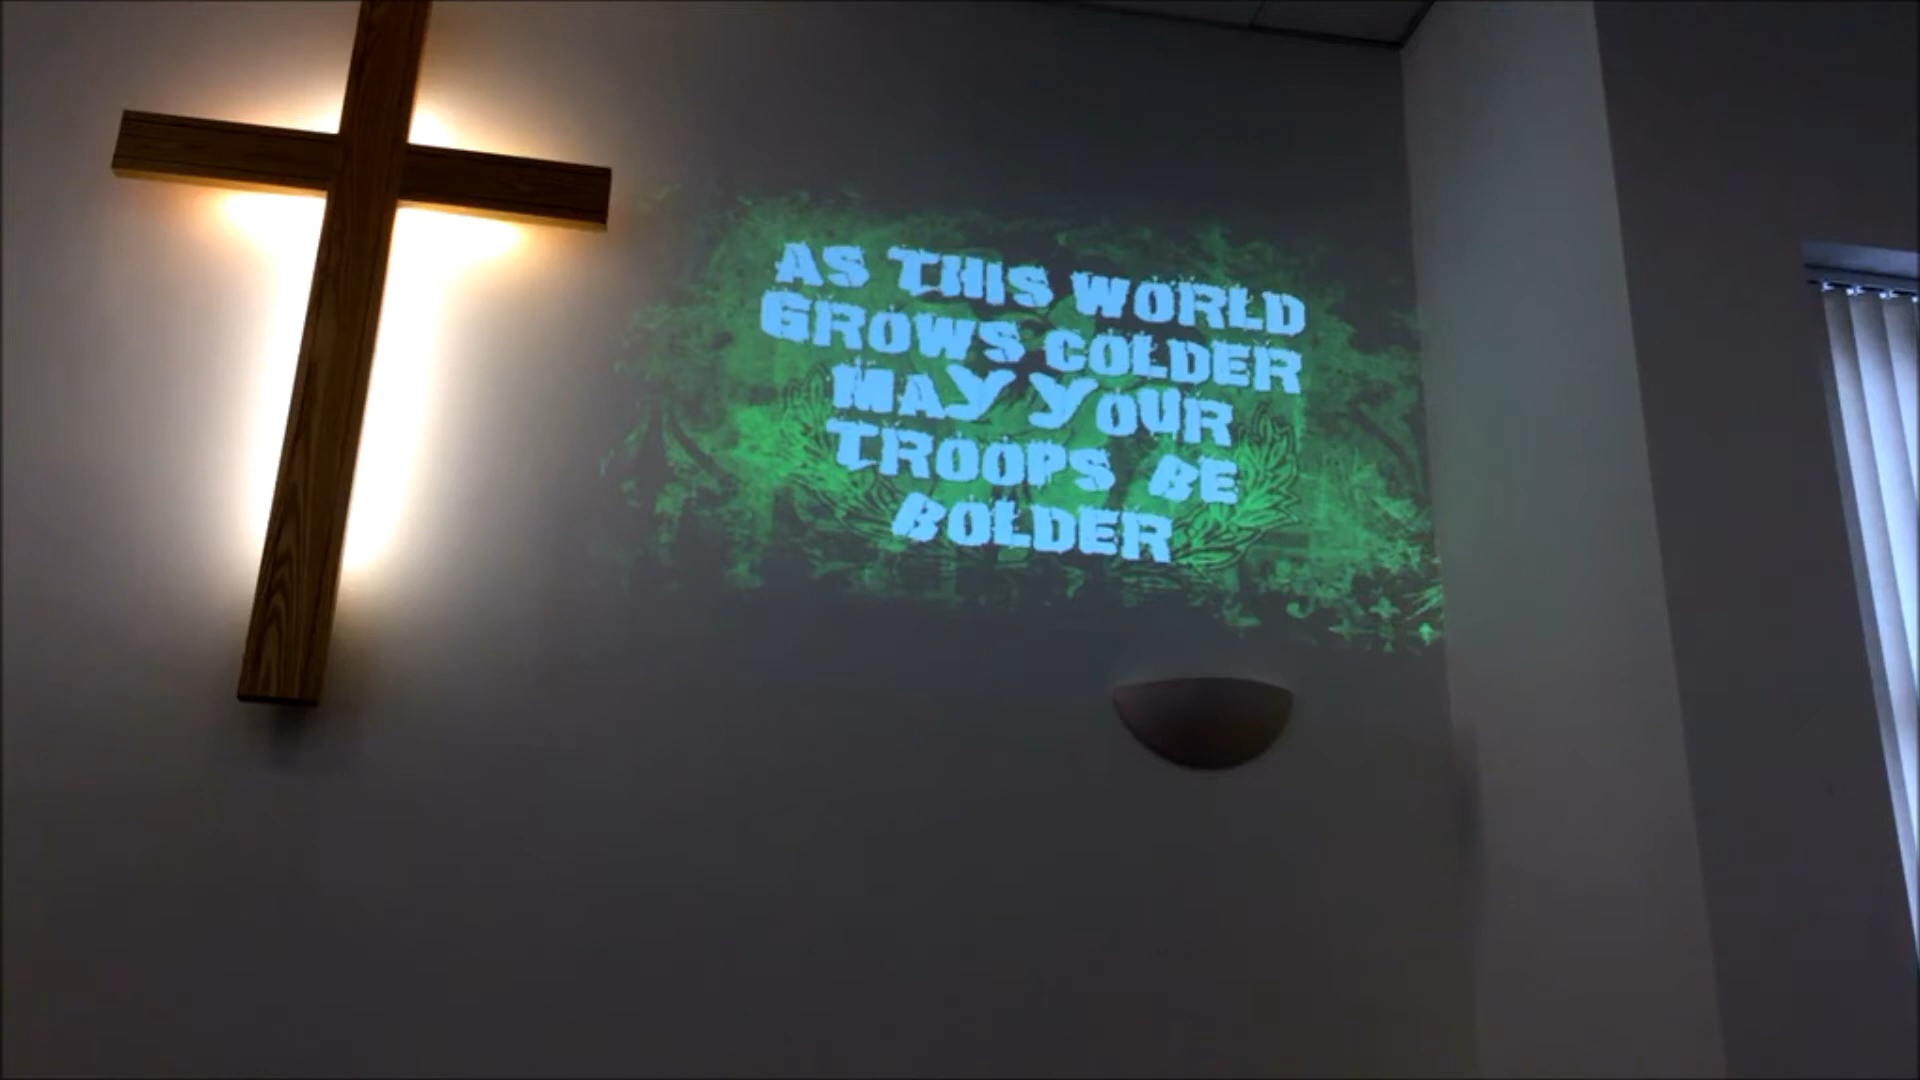 AS THIS WORLD
GROWS COLDER
MAY YOUR
TROOPS BE
BOLDER